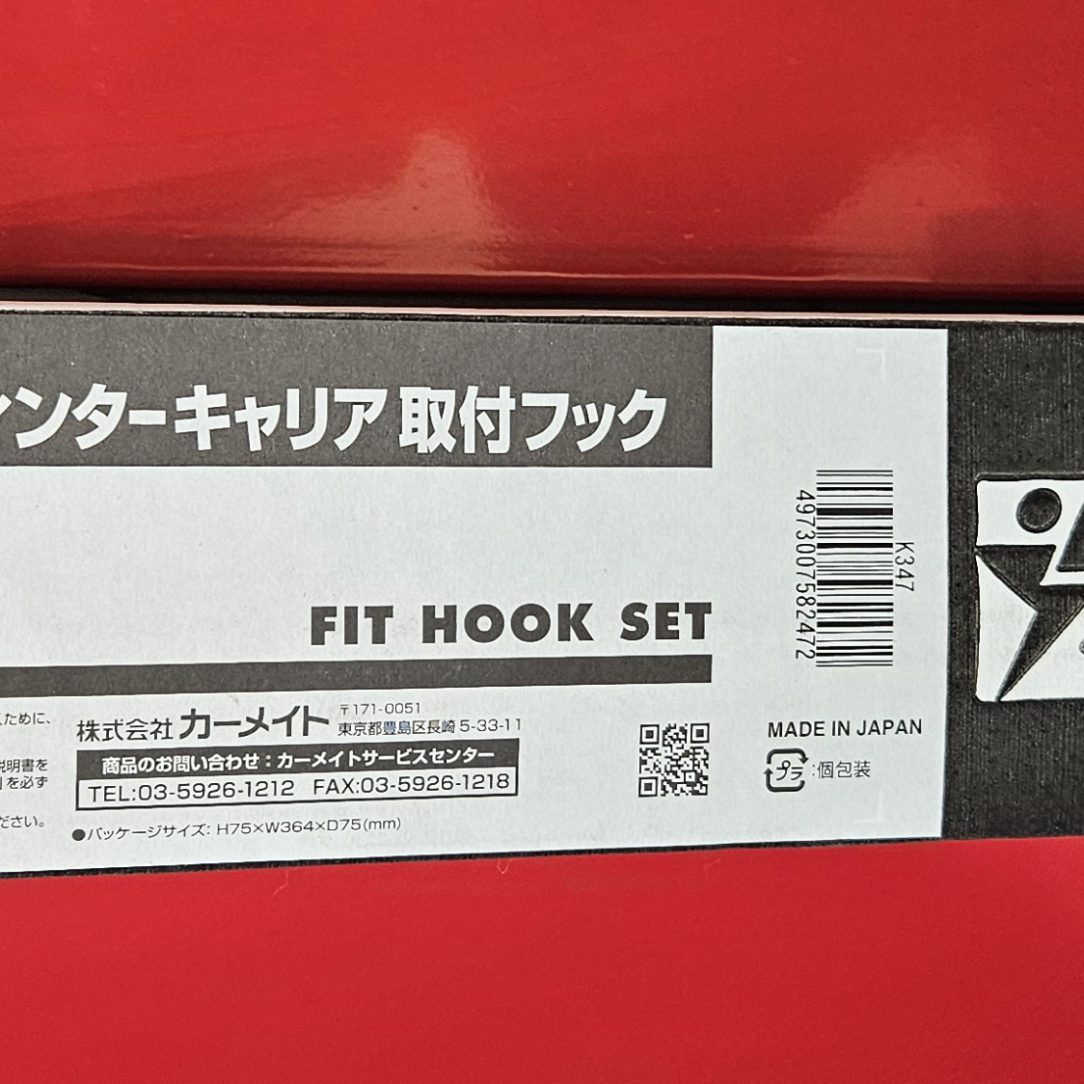 ンターキャリア 取付フック
K347
4973007582472
FIT HOOK SET
ために、
説明書を
を必ず
ださい。
株式会社 カーメイト
〒171-0051
東京都豊島区長崎 5-33-11
商品のお問い合わせ：カーメイトサービスセンター
TEL:03-5926-1212 FAX:03-5926-1218
●パッケージサイズ: H75×W364×D75(mm)
MADE IN JAPAN
プラ :個包装